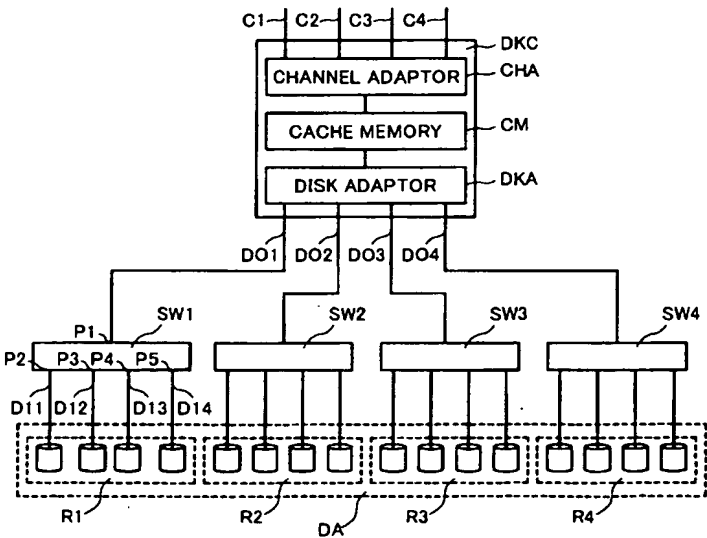 C1 C2 C3 C4
DKC
CHANNEL ADAPTOR CHA
CACHE MEMORY CM
DISK ADAPTOR DKA
DO1 DO2 DO3 DO4
P1 SW1 SW2 SW3 SW4
P2 P3 P4 P5
D11 D12 D13 D14
R1 R2 R3 R4
DA